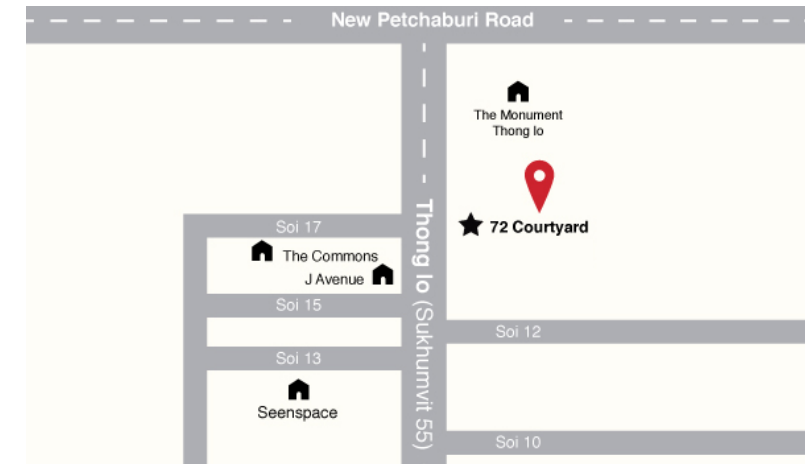 New Petchaburi Road
The Monument
Thong lo
72 Courtyard
Thong lo (Sukhumvit 55)
Soi 17
The Commons
J Avenue
Soi 15
Soi 12
Soi 13
Seenspace
Soi 10